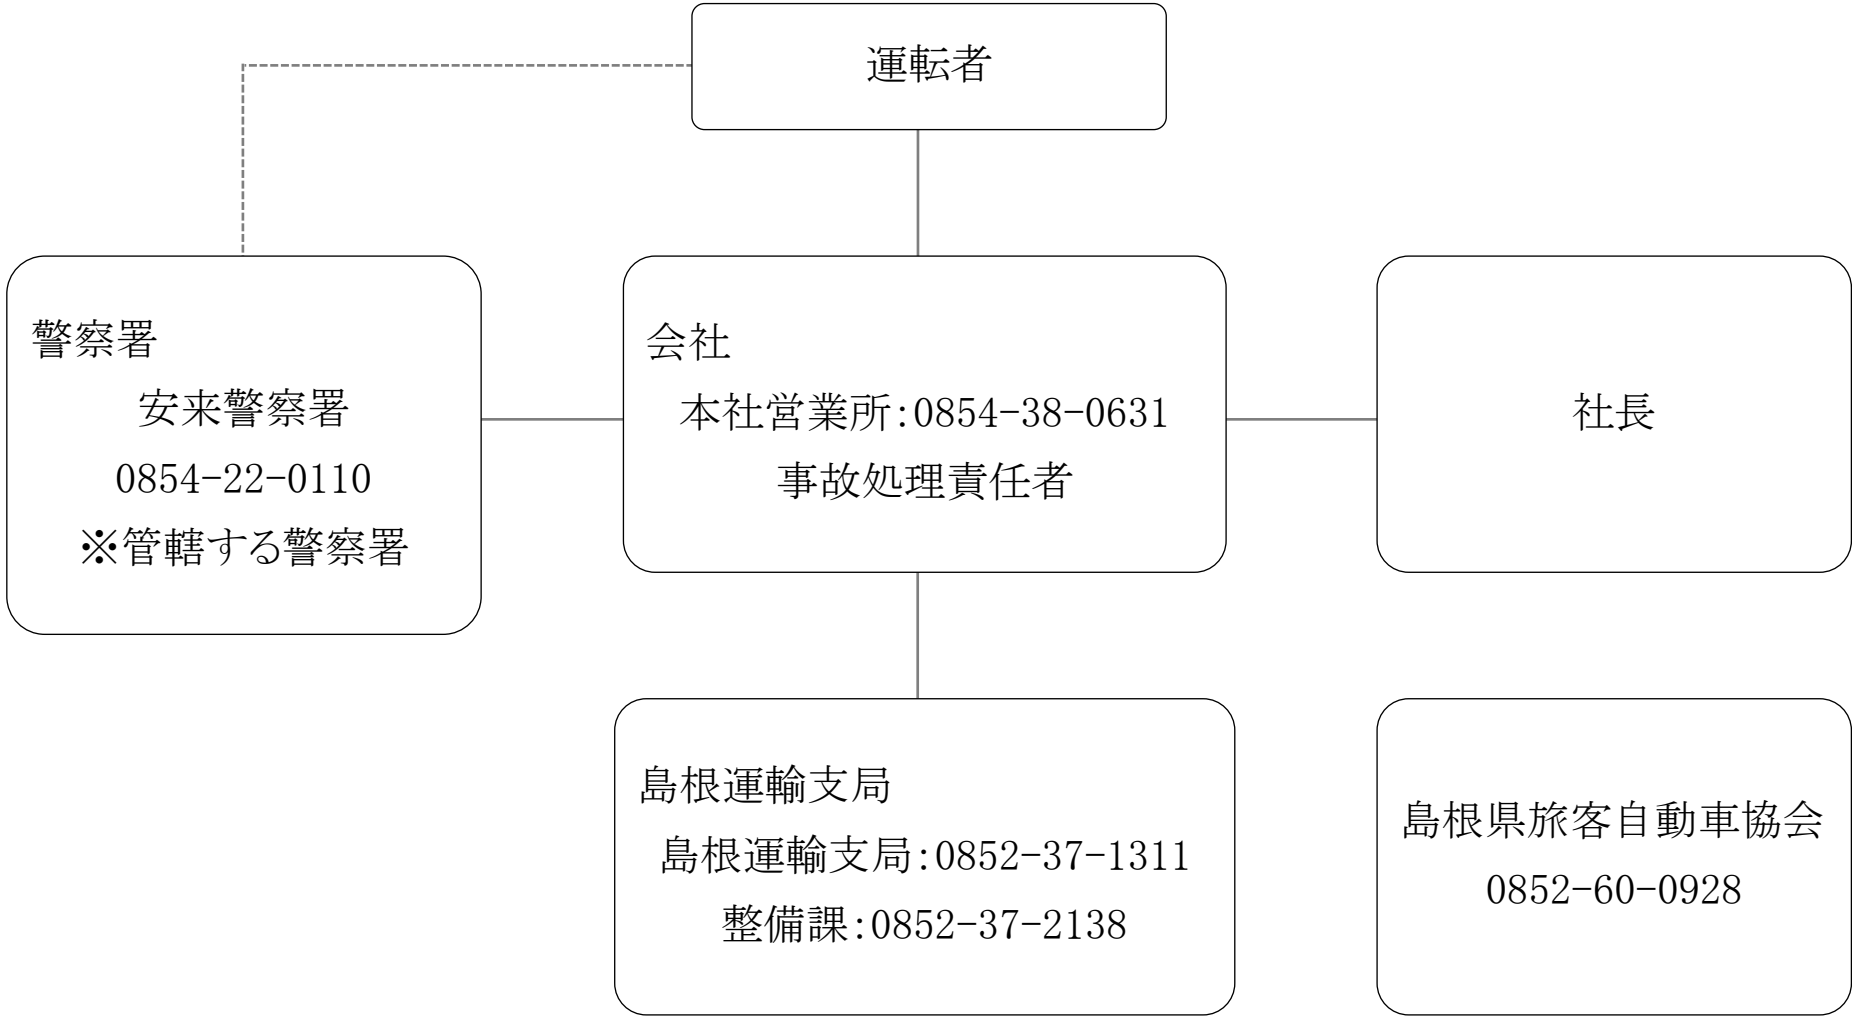 運転者
警察署
安来警察署
0854-22-0110
※管轄する警察署
会社
本社営業所:0854-38-0631
事故処理責任者
社長
島根運輸支局
島根運輸支局:0852-37-1311
整備課:0852-37-2138
島根県旅客自動車協会
0852-60-0928